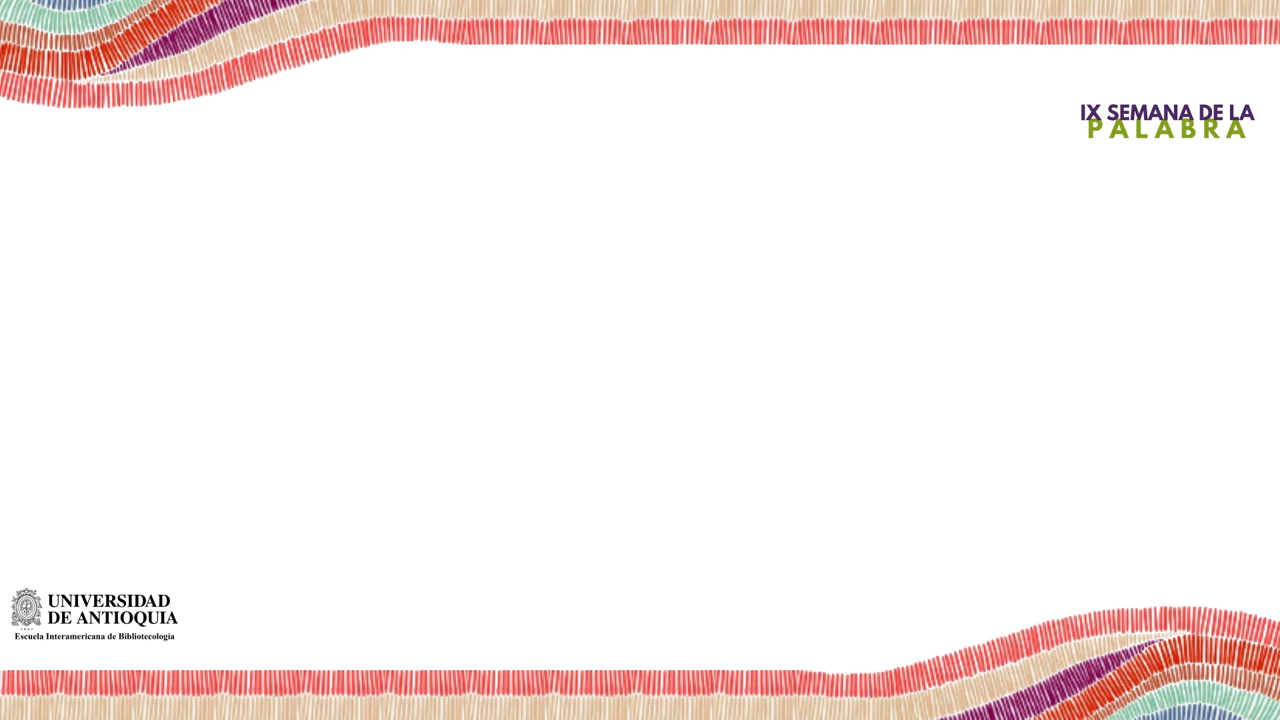 IX SEMANA DE LA
PALABRA
UNIVERSIDAD
DE ANTIOQUIA
Escuela Interamericana de Bibliotecología